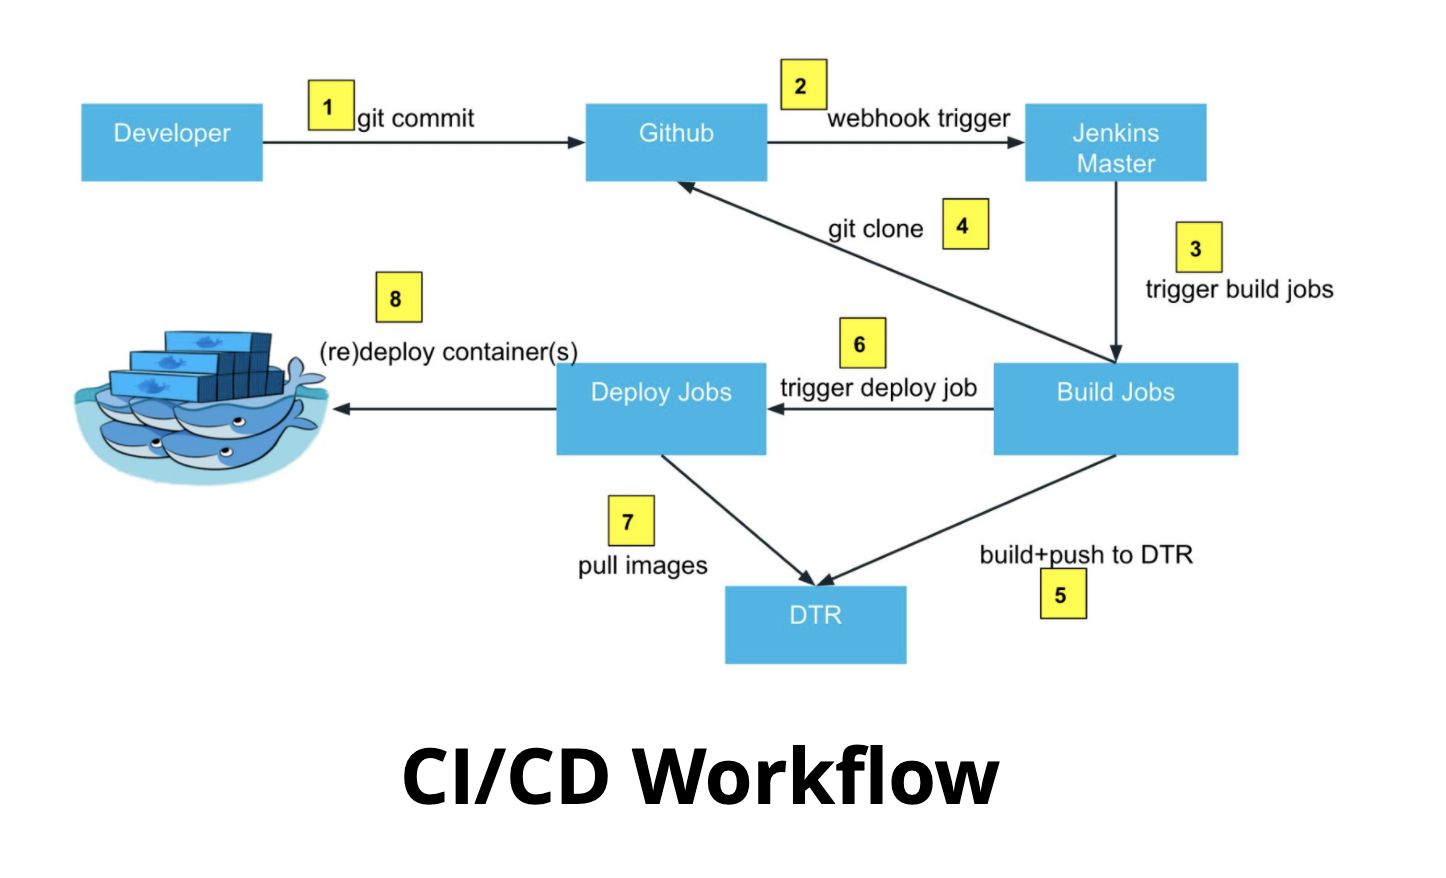 1
git commit
2
webhook trigger
Developer
Github
Jenkins
Master
git clone
4
3
trigger build jobs
8
(re)deploy container(s)
6
trigger deploy job
Deploy Jobs
Build Jobs
7
pull images
build+push to DTR
5
DTR
CI/CD Workflow